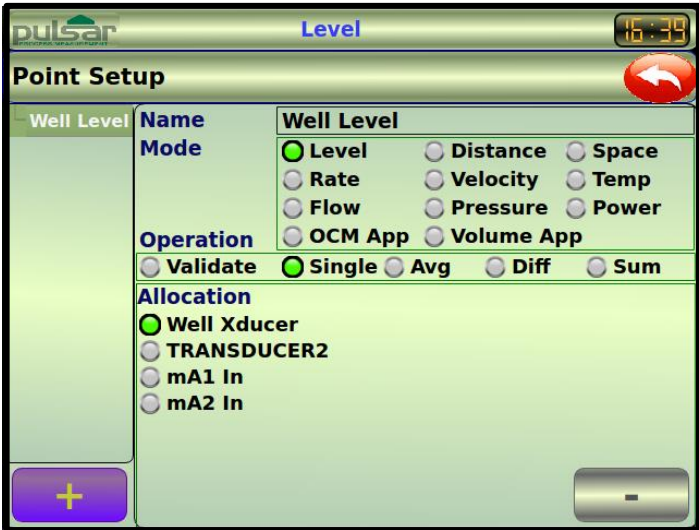 pulsar
PROCESS MEASUREMENT
Level
16:39
Point Setup
Well Level
Name Well Level
Mode
Level Distance Space
Rate Velocity Temp
Flow Pressure Power
Operation OCM App Volume App
Validate Single Avg Diff Sum
Allocation
Well Xducer
TRANSDUCER2
mA1 In
mA2 In
+ -